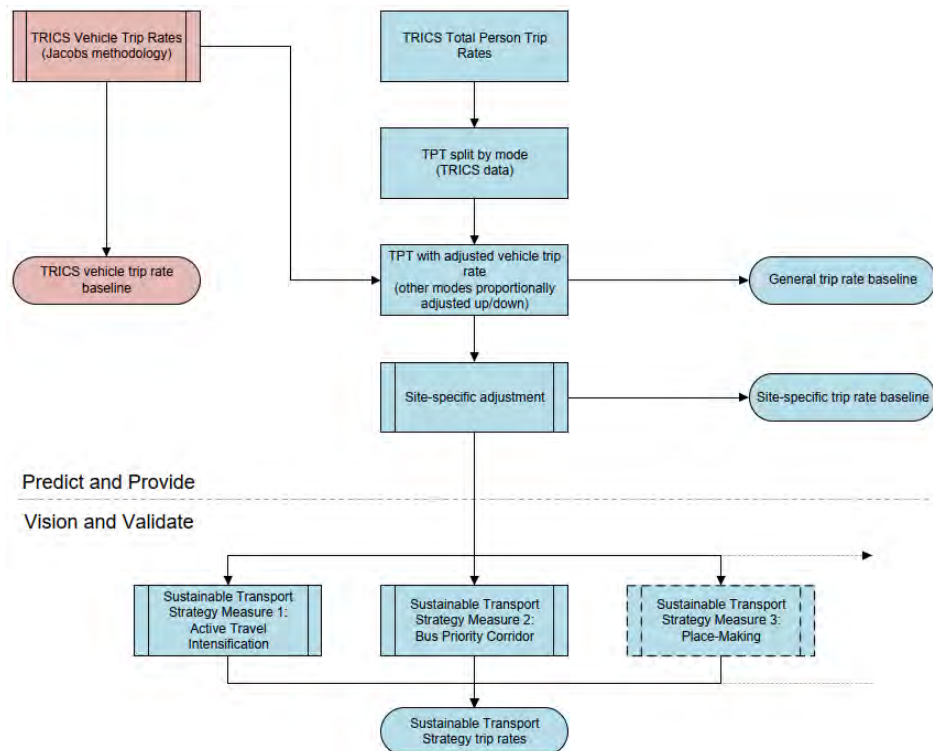 TRICS Vehicle Trip Rates
(Jacobs methodology)
TRICS Total Person Trip
Rates
TPT split by mode
(TRICS data)
TRICS vehicle trip rate
baseline
TPT with adjusted vehicle trip
rate
(other modes proportionally
adjusted up/down)
General trip rate baseline
Site-specific adjustment
Site-specific trip rate baseline
Predict and Provide
Vision and Validate
Sustainable Transport
Strategy Measure 1:
Active Travel
Intensification
Sustainable Transport
Strategy Measure 2:
Bus Priority Corridor
Sustainable Transport
Strategy Measure 3:
Place-Making
Sustainable Transport
Strategy trip rates